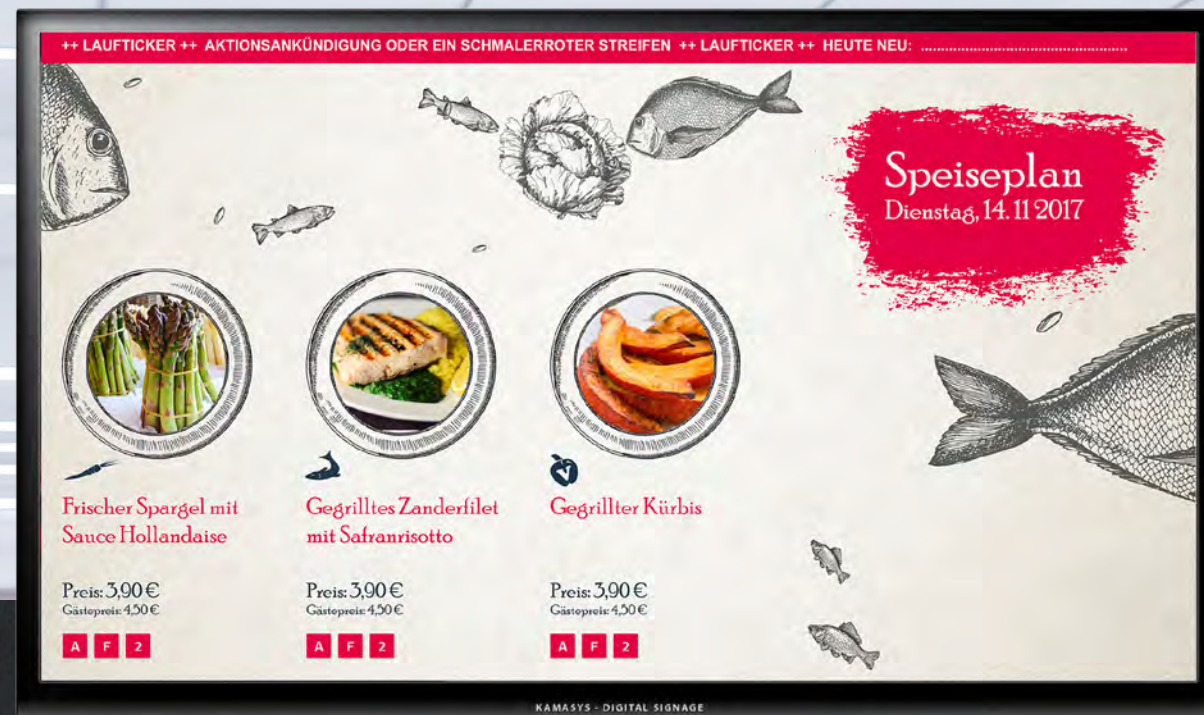 ++ LAUFTICKER ++ AKTIONSANKÜNDIGUNG ODER EIN SCHMALERROTER STREIFEN ++ LAUFTICKER ++ HEUTE NEU: ......................................................
Speiseplan
Dienstag, 14. 11 2017
Frischer Spargel mit
Sauce Hollandaise
Preis: 3,90 €
Gästepreis: 4,50 €
A F 2
Gegrilltes Zanderfilet
mit Safranrisotto
Preis: 3,90 €
Gästepreis: 4,50 €
A F 2
V
Gegrillter Kürbis
Preis: 3,90 €
Gästepreis: 4,50 €
A F 2
KAMASYS - DIGITAL SIGNAGE